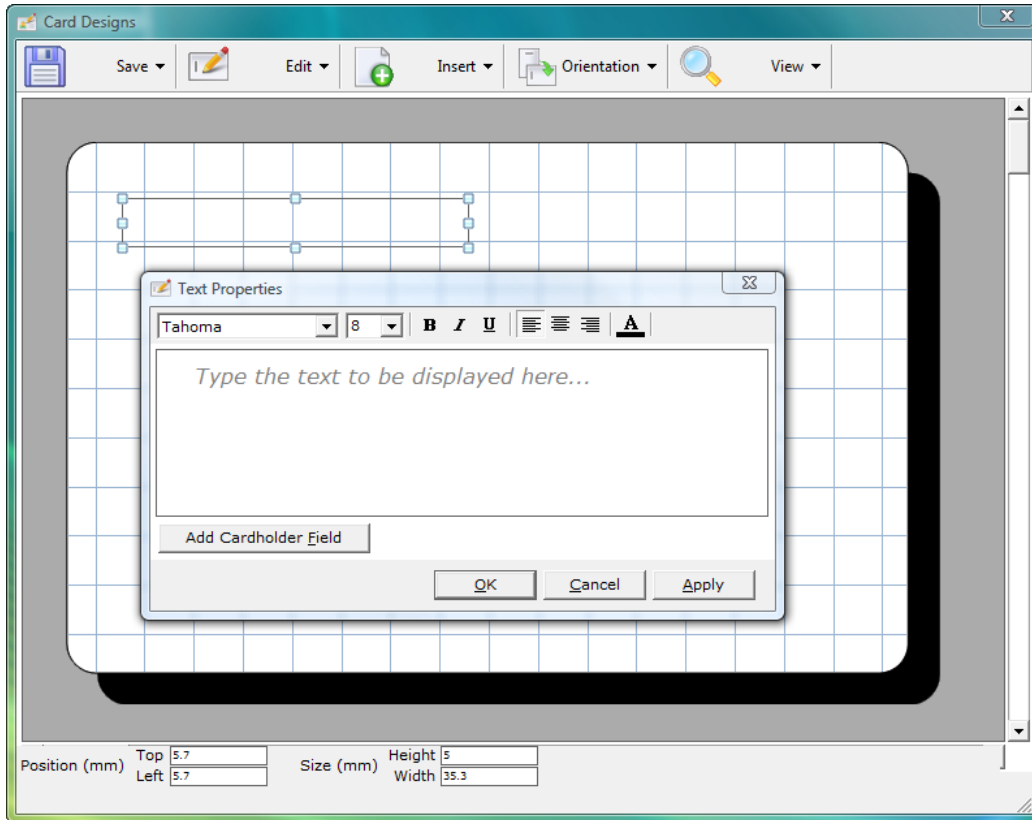 Card Designs
Save Edit Insert Orientation View
Text Properties
Tahoma 8 B I U A
Type the text to be displayed here...
Add Cardholder Field
OK Cancel Apply
Position (mm) Top 5.7 Size (mm) Height 5
Left 5.7 Width 35.3